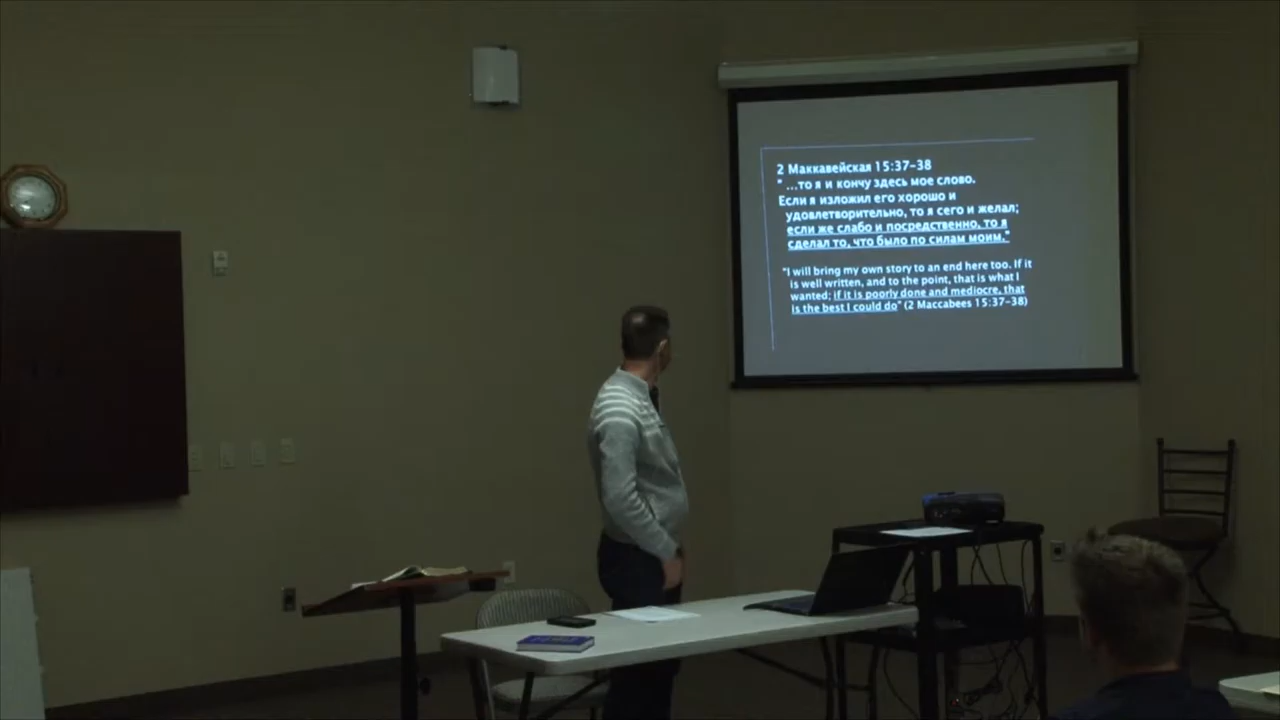 2 Маккавейская 15:37-38
" ...то я и кончу здесь мое слово.
Если я изложил его хорошо и
удовлетворительно, то я сего и желал;
если же слабо и посредственно, то я
сделал то, что было по силам моим."
"I will bring my own story to an end here too. If it
is well written, and to the point, that is what I
wanted; if it is poorly done and mediocre, that
is the best I could do" (2 Maccabees 15:37-38)